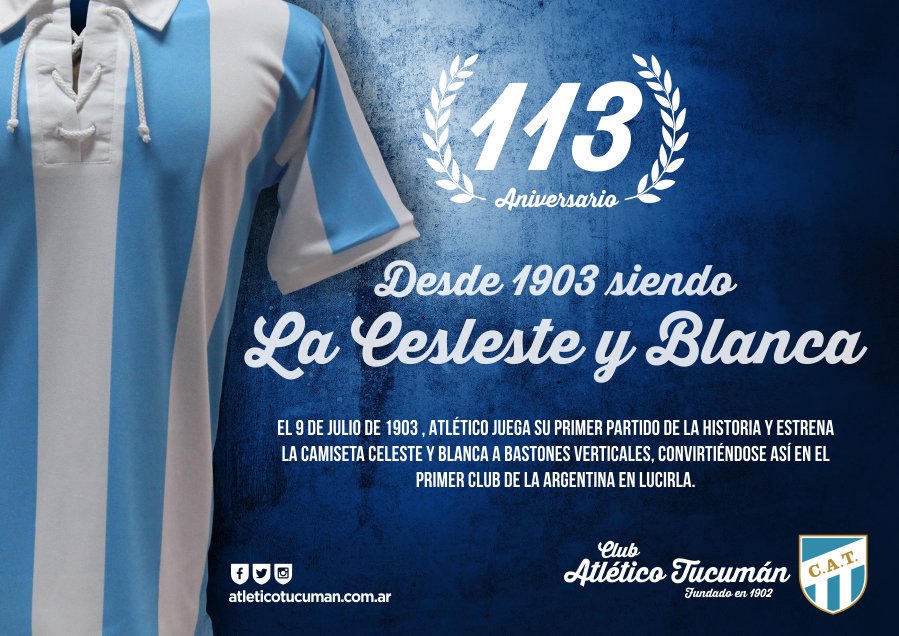 113
Aniversario
Desde 1903 siendo
La Cesleste y Blanca
EL 9 DE JULIO DE 1903 , ATLÉTICO JUEGA SU PRIMER PARTIDO DE LA HISTORIA Y ESTRENA
LA CAMISETA CELESTE Y BLANCA A BASTONES VERTICALES, CONVIRTIÉNDOSE ASÍ EN EL
PRIMER CLUB DE LA ARGENTINA EN LUCIRLA.
atleticotucuman.com.ar
Club
Atlético Tucumán
Fundado en 1902
C.A.T.